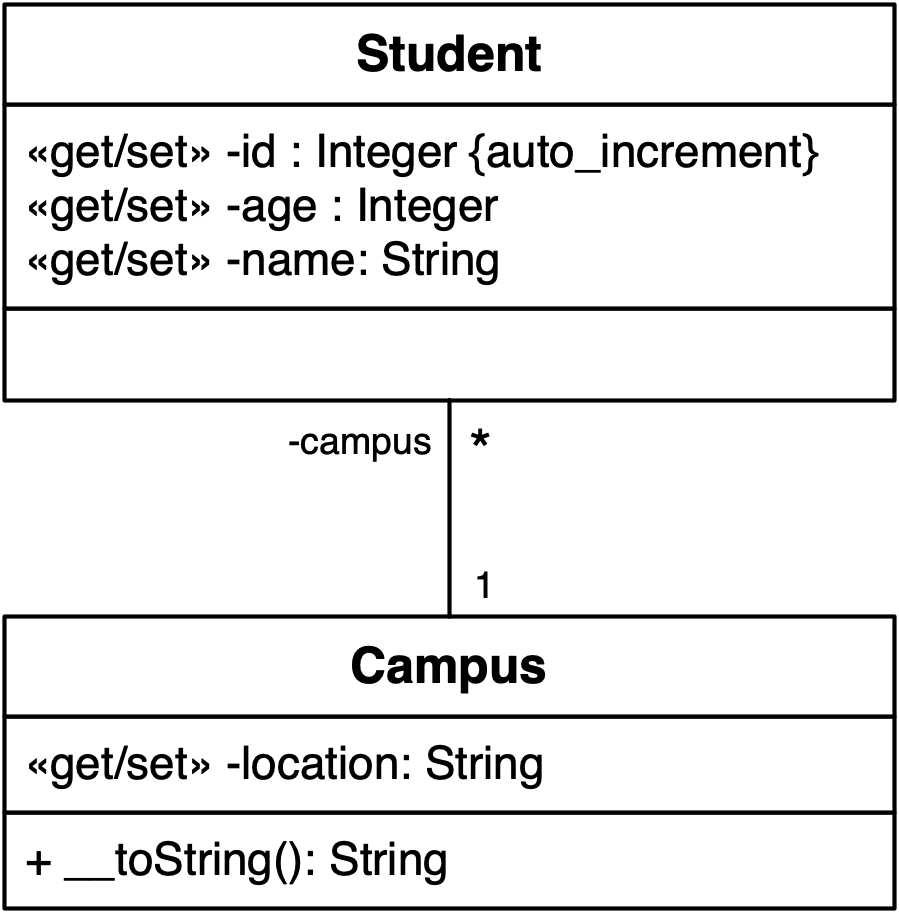 Student
«get/set» -id : Integer {auto_increment}
«get/set» -age : Integer
«get/set» -name: String
-campus *
1
Campus
«get/set» -location: String
+ __toString(): String